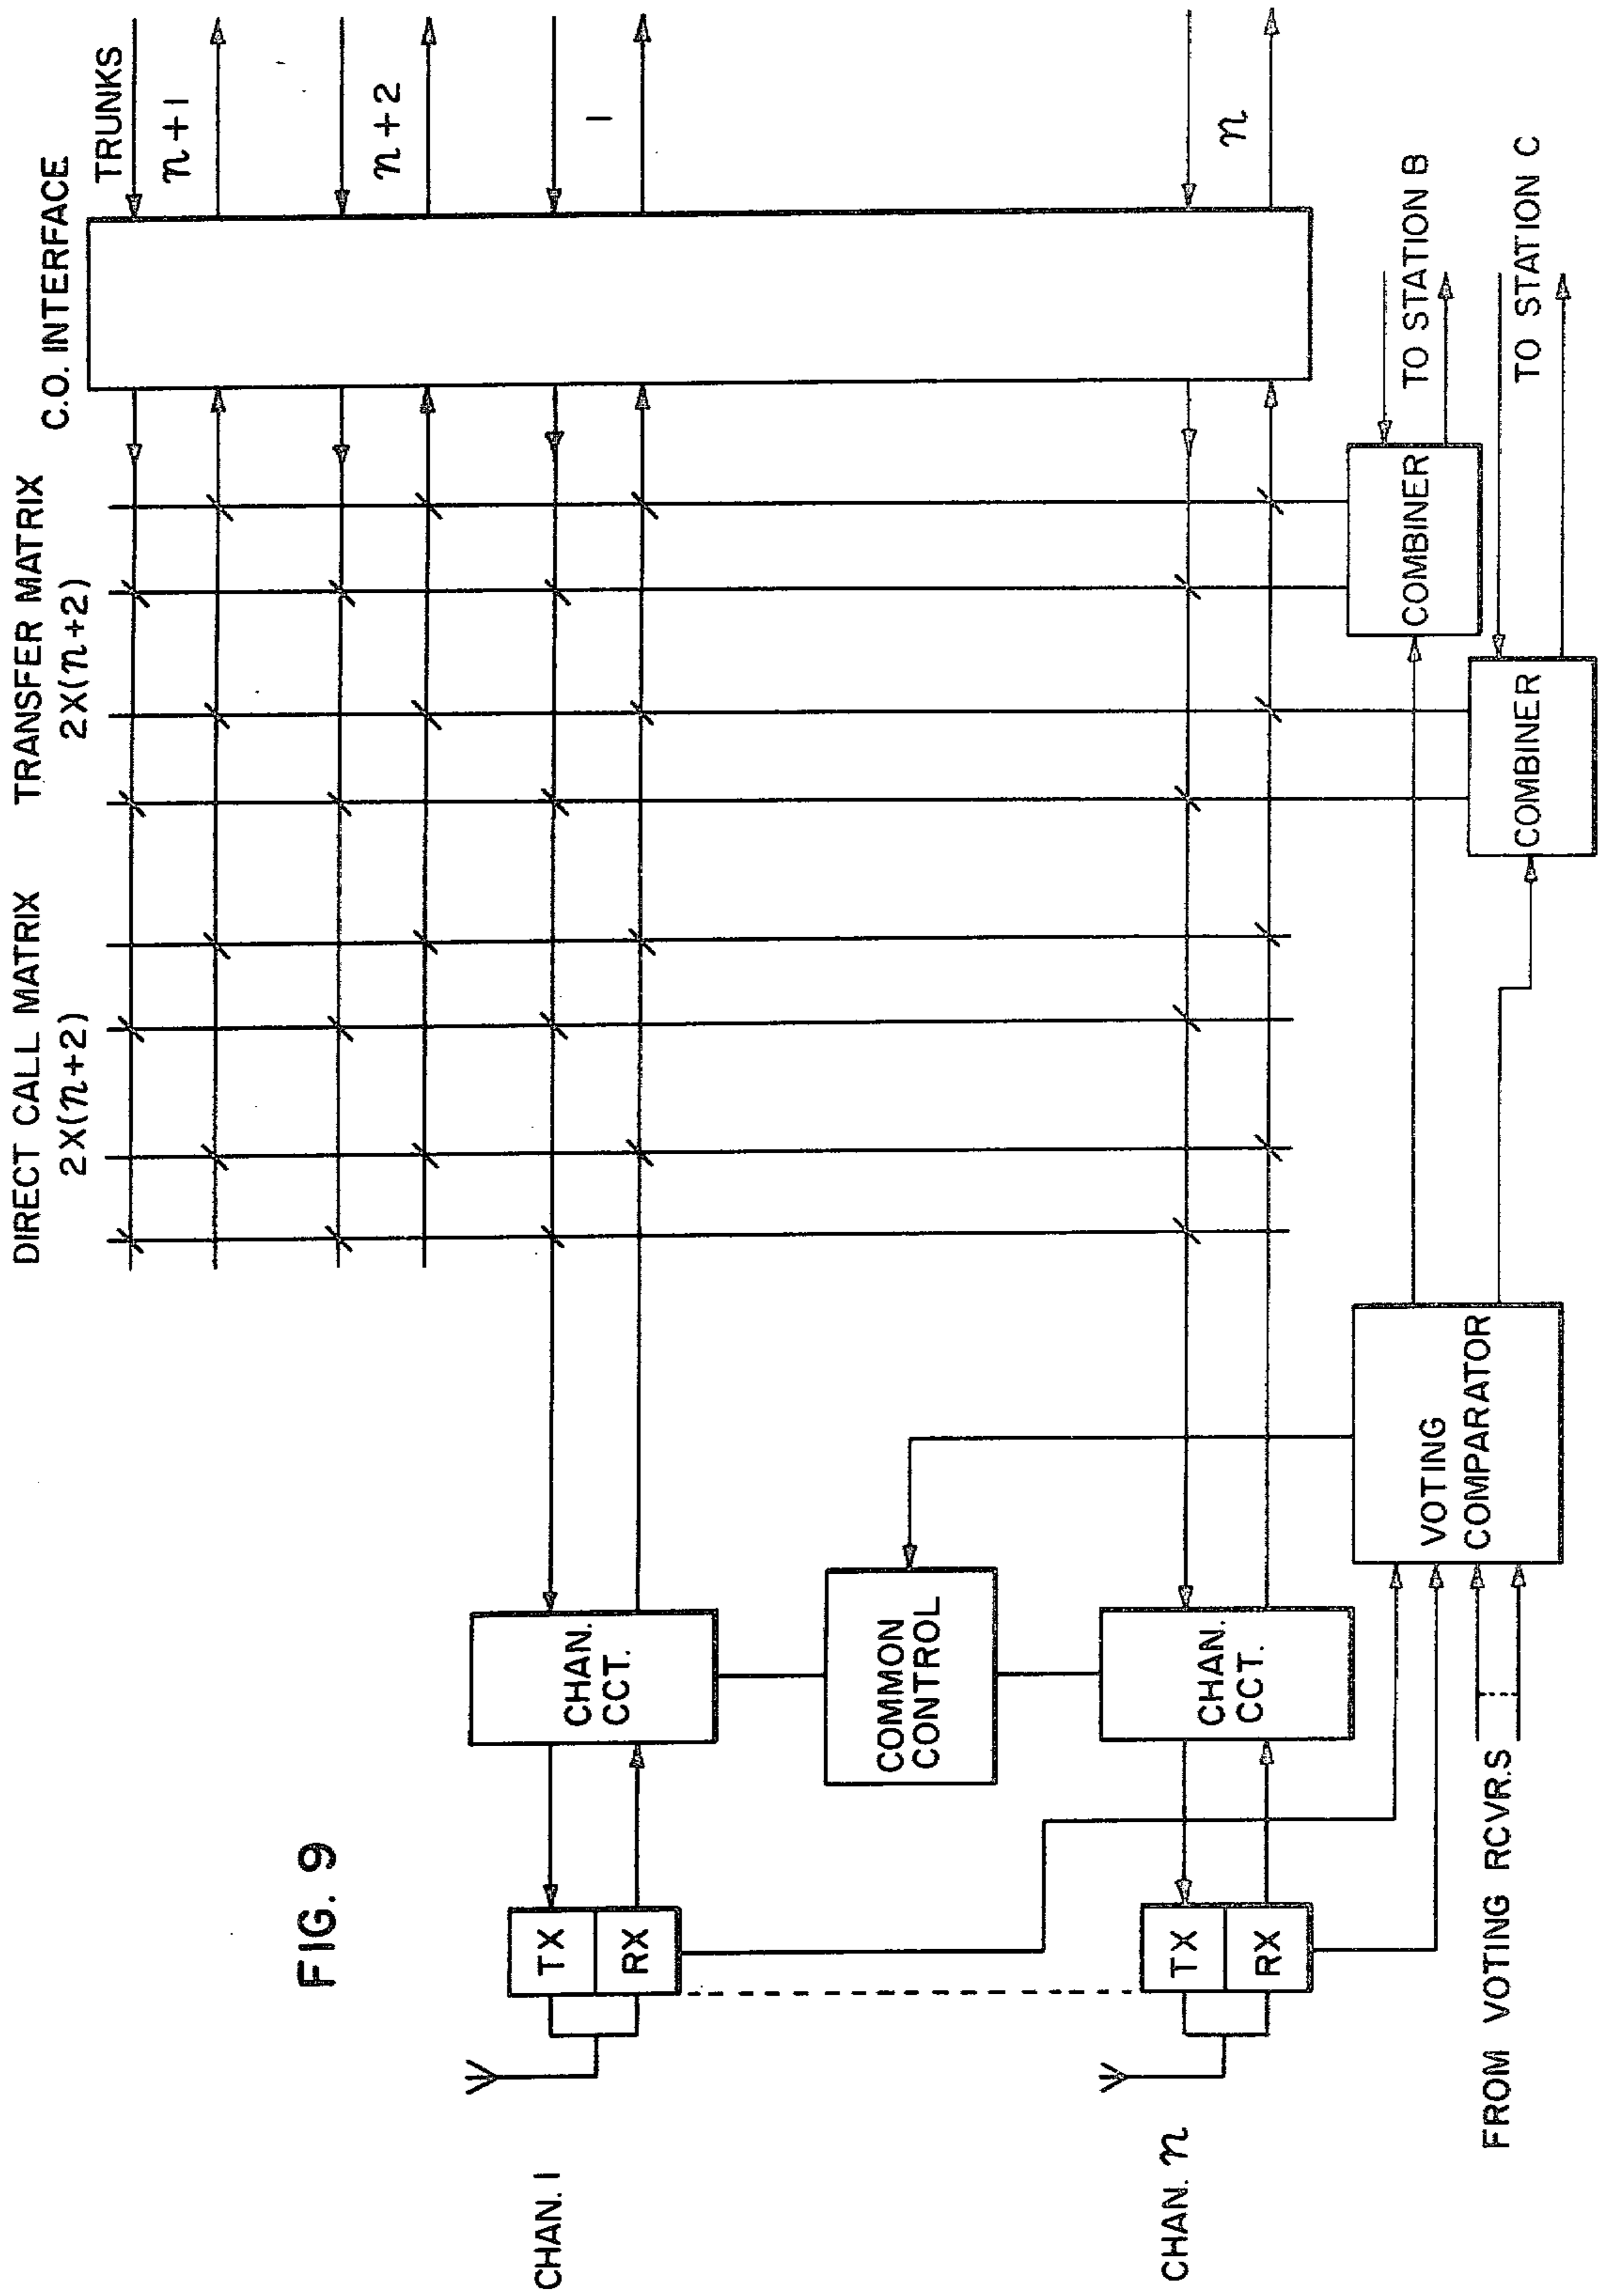 FIG. 9
DIRECT CALL MATRIX
2X(n+2)
TRANSFER MATRIX
2X(n+2)
C.O. INTERFACE
TRUNKS
n+1
n+2
1
n
CHAN. 1
TX
RX
CHAN.
CCT.
COMMON
CONTROL
CHAN. n
TX
RX
CHAN.
CCT.
VOTING
COMPARATOR
COMBINER
TO STATION B
COMBINER
TO STATION C
FROM VOTING RCVR.S